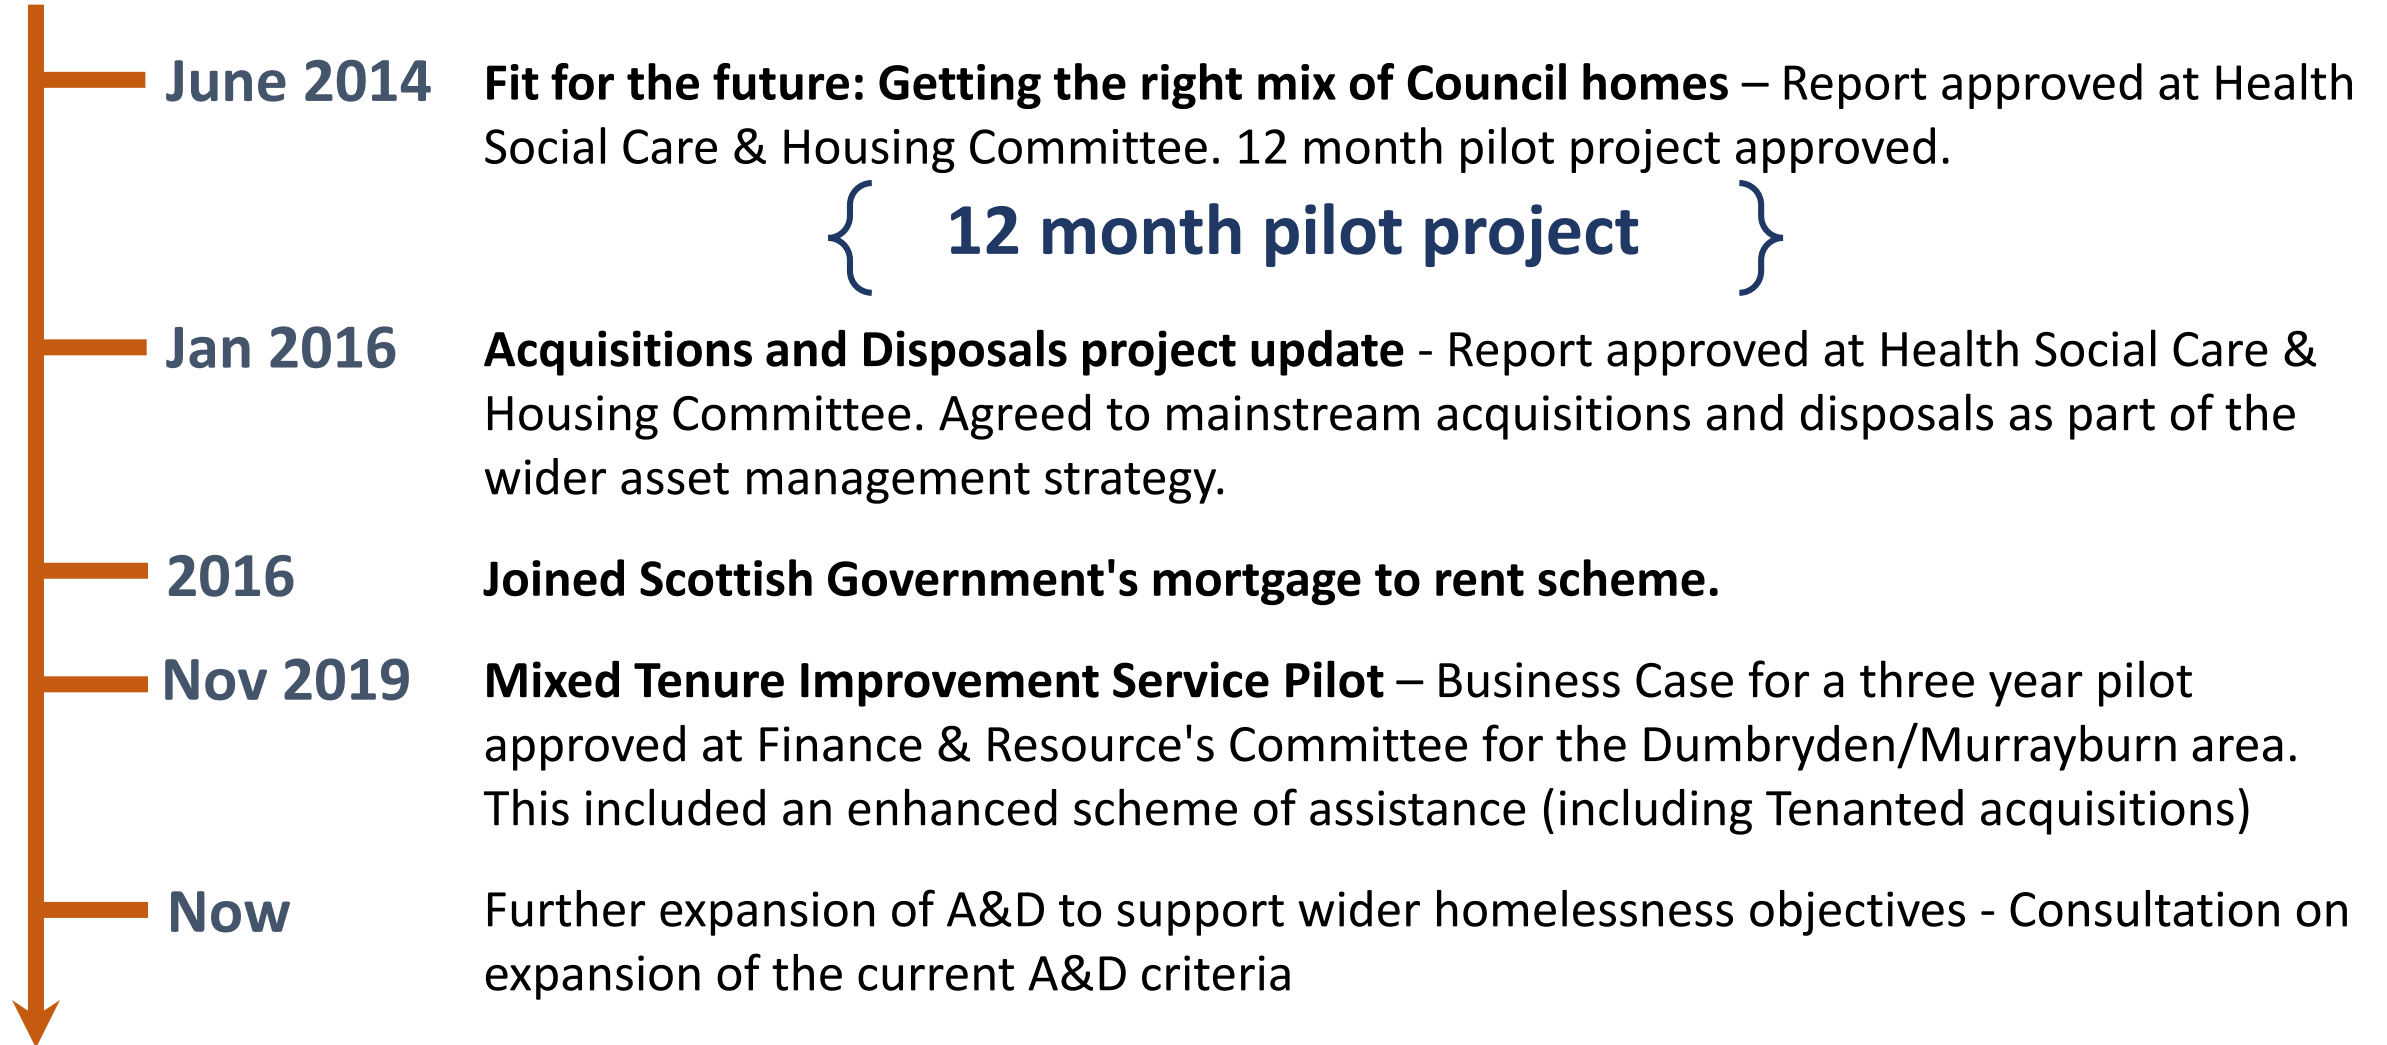 June 2014 Fit for the future: Getting the right mix of Council homes – Report approved at Health
Social Care & Housing Committee. 12 month pilot project approved.
{ 12 month pilot project }
Jan 2016 Acquisitions and Disposals project update - Report approved at Health Social Care &
Housing Committee. Agreed to mainstream acquisitions and disposals as part of the
wider asset management strategy.
2016 Joined Scottish Government's mortgage to rent scheme.
Nov 2019 Mixed Tenure Improvement Service Pilot – Business Case for a three year pilot
approved at Finance & Resource's Committee for the Dumbryden/Murrayburn area.
This included an enhanced scheme of assistance (including Tenanted acquisitions)
Now Further expansion of A&D to support wider homelessness objectives - Consultation on
expansion of the current A&D criteria